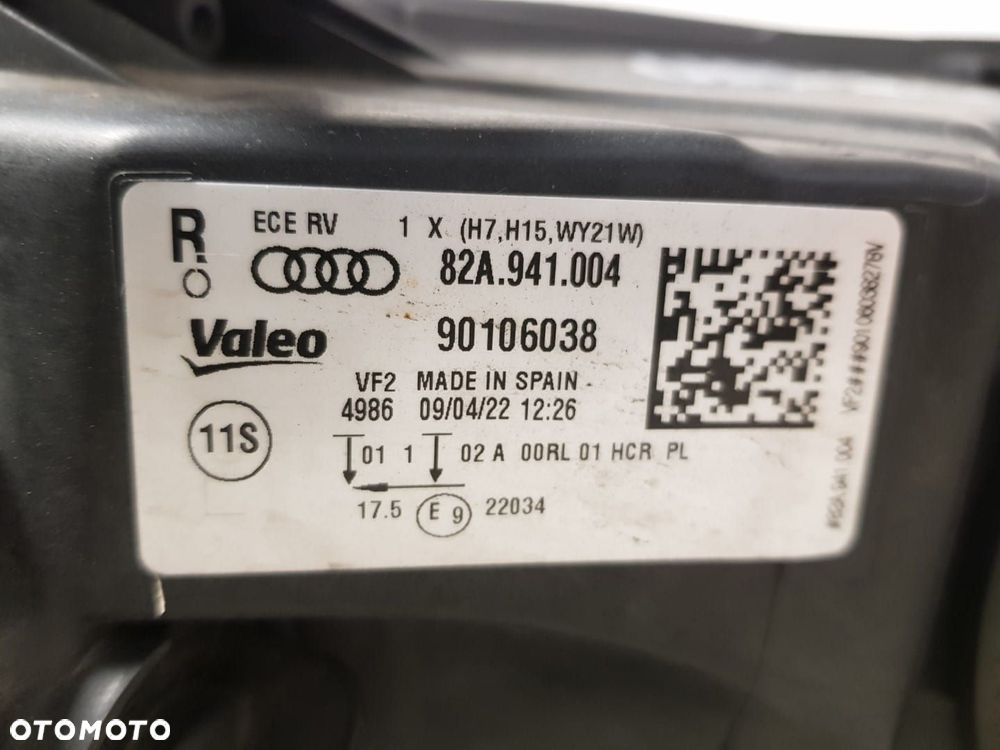 R
ECE RV 1 X (H7,H15,WY21W)
82A.941.004
Valeo 90106038
VF2 MADE IN SPAIN
4986 09/04/22 12:26
11S
01 1 02 A 00RL 01 HCR PL
17.5 E 9 22034
OTOMOTO